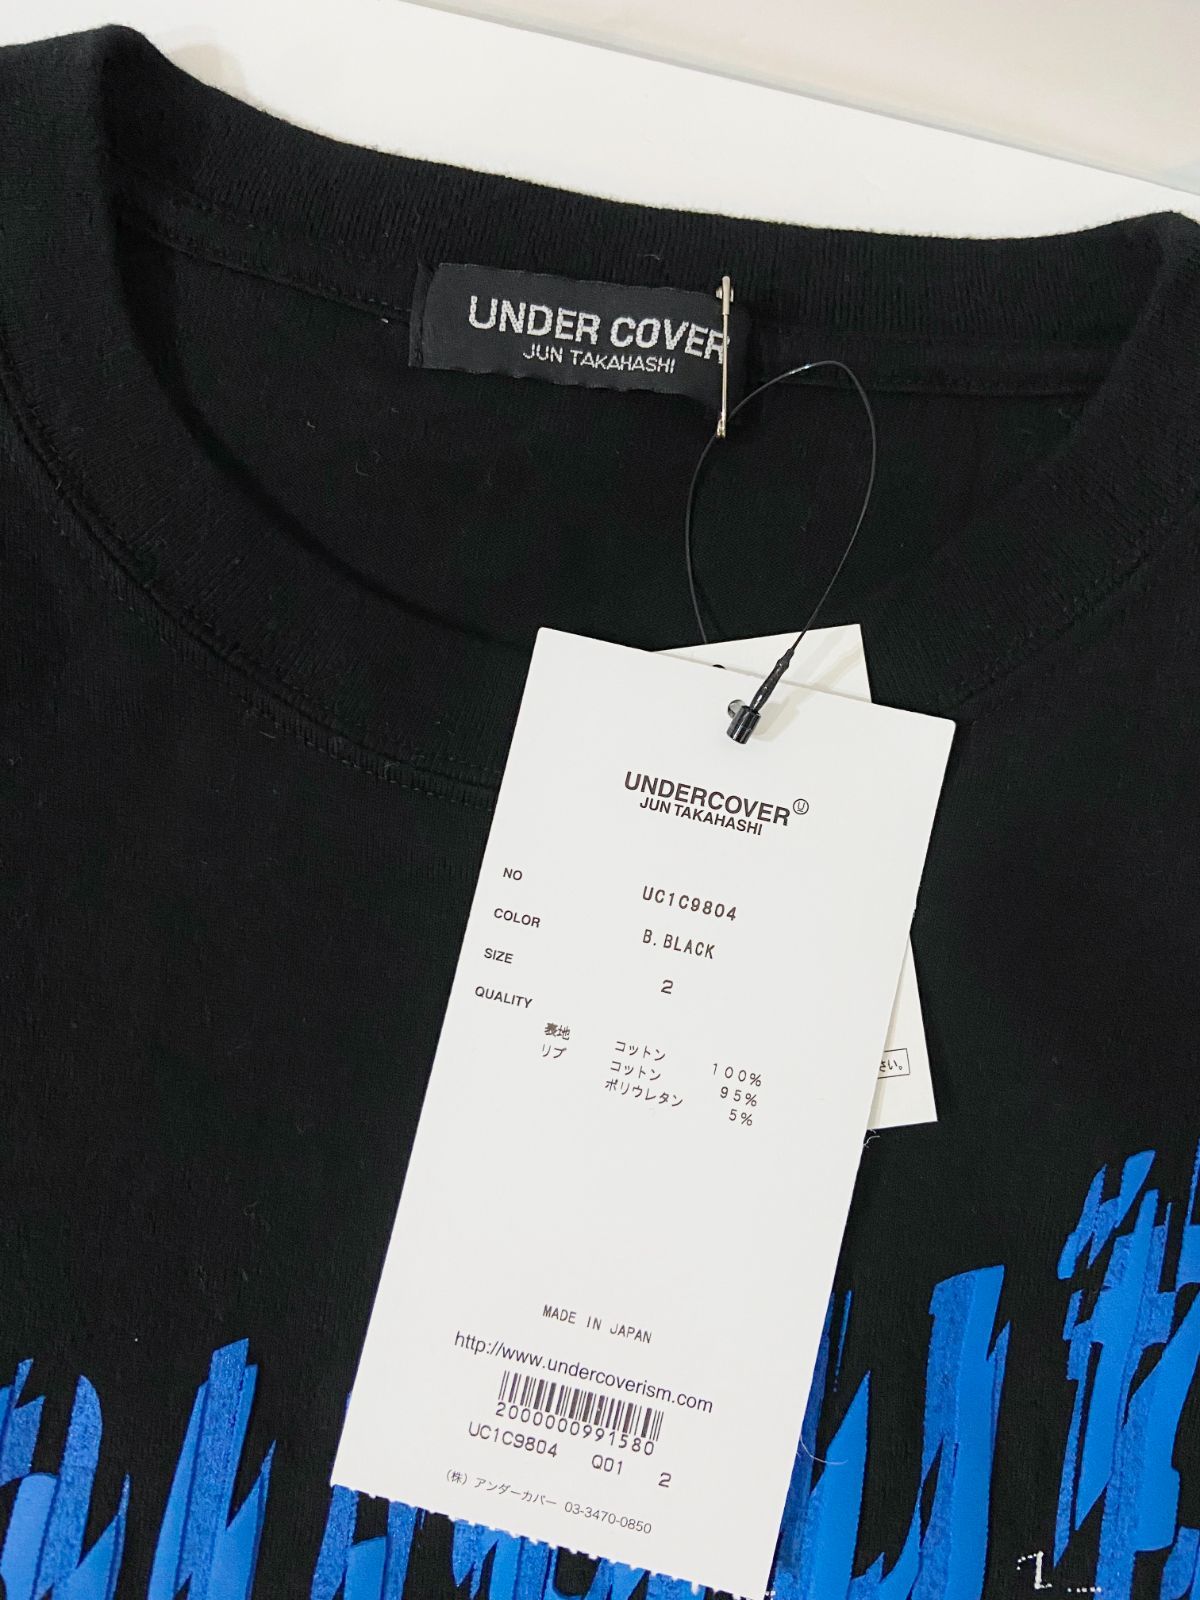 UNDER COVER
JUN TAKAHASHI
UNDERCOVER
JUN TAKAHASHI
NO UC1C9804
COLOR B. BLACK
SIZE 2
QUALITY
表地 コットン 100%
リブ コットン 95%
ポリウレタン 5%
さい。
MADE IN JAPAN
http://www.undercoverism.com
2000000991580
UC1C9804 Q01 2
(株) アンダーカバー 03-3470-0850